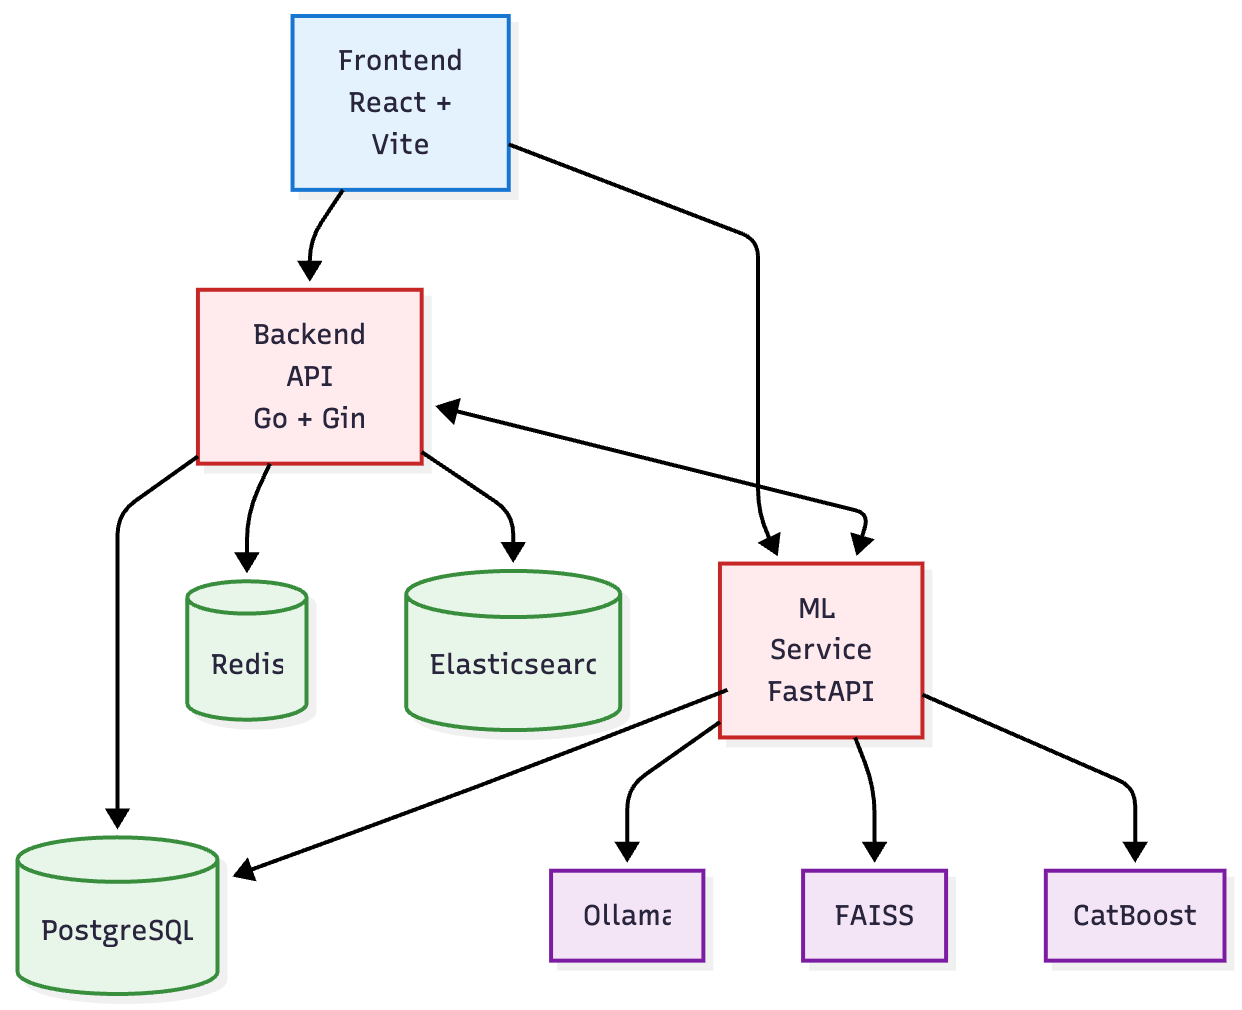 Frontend
React +
Vite
Backend
API
Go + Gin
Redis
Elasticsearc
ML
Service
FastAPI
PostgreSQL
Ollama
FAISS
CatBoost